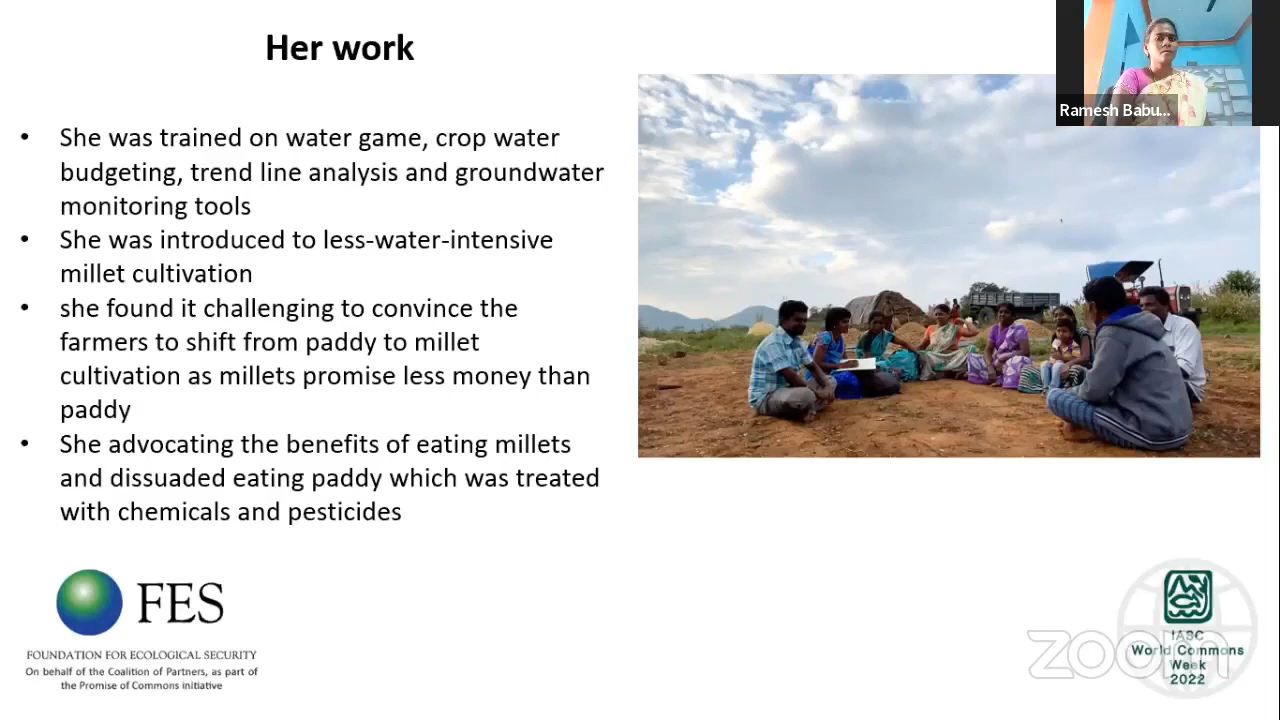 Her work
Ramesh Babu...
• She was trained on water game, crop water
budgeting, trend line analysis and groundwater
monitoring tools
• She was introduced to less-water-intensive
millet cultivation
• she found it challenging to convince the
farmers to shift from paddy to millet
cultivation as millets promise less money than
paddy
• She advocating the benefits of eating millets
and dissuaded eating paddy which was treated
with chemicals and pesticides
FES
FOUNDATION FOR ECOLOGICAL SECURITY
On behalf of the Coalition of Partners, as part of
the Promise of Commons initiative
zoom
IASC
World Commons
Week
2022